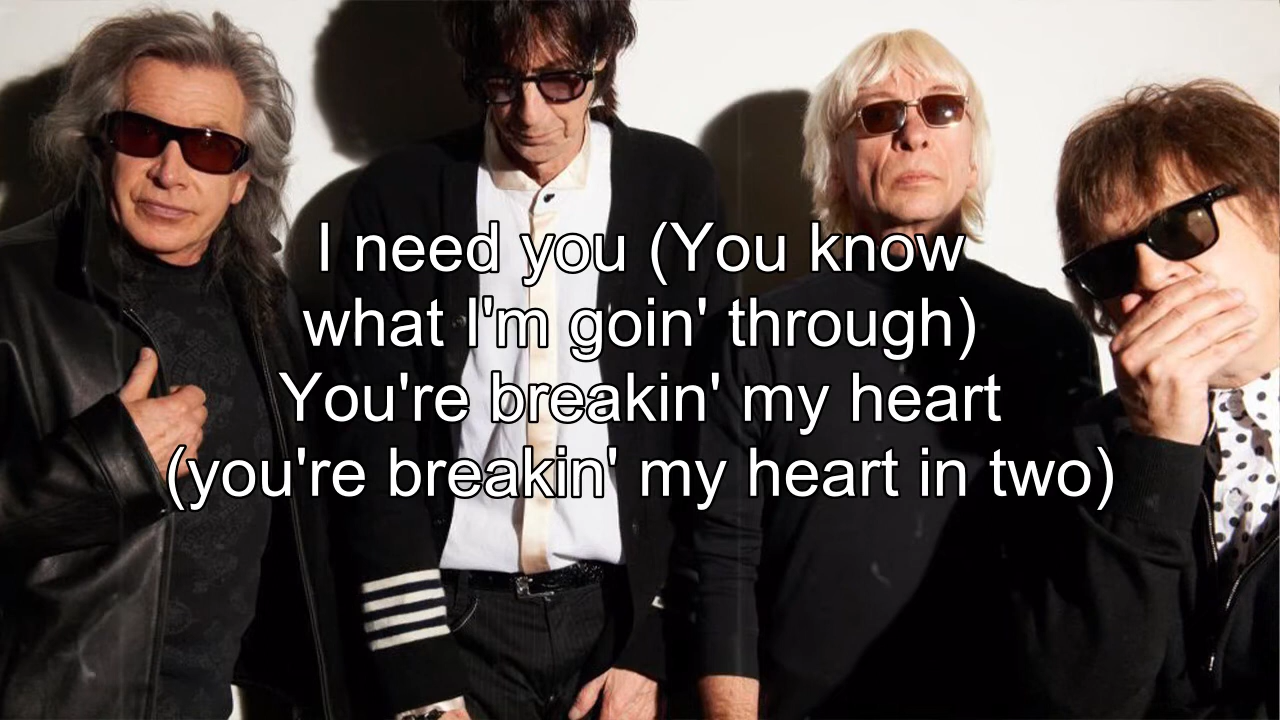 I need you (You know
what I'm goin' through)
You're breakin' my heart
(you're breakin' my heart in two)